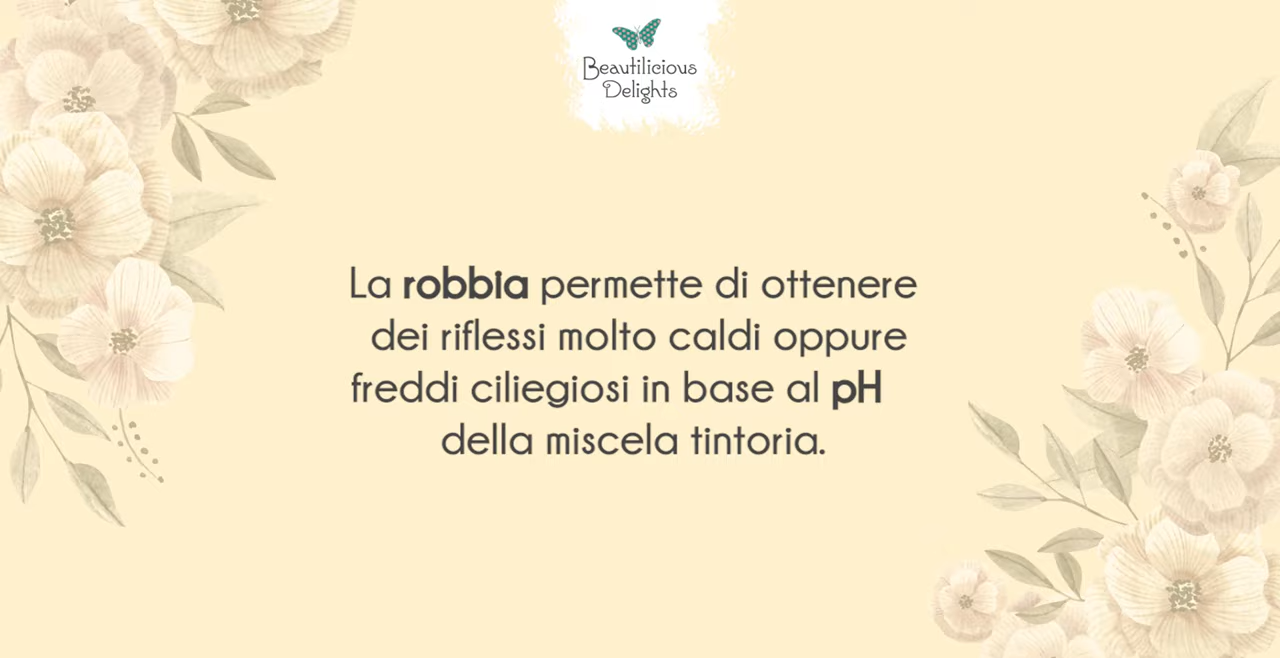 Beautilicious
Delights
La robbia permette di ottenere
dei riflessi molto caldi oppure
freddi ciliegiosi in base al pH
della miscela tintoria.